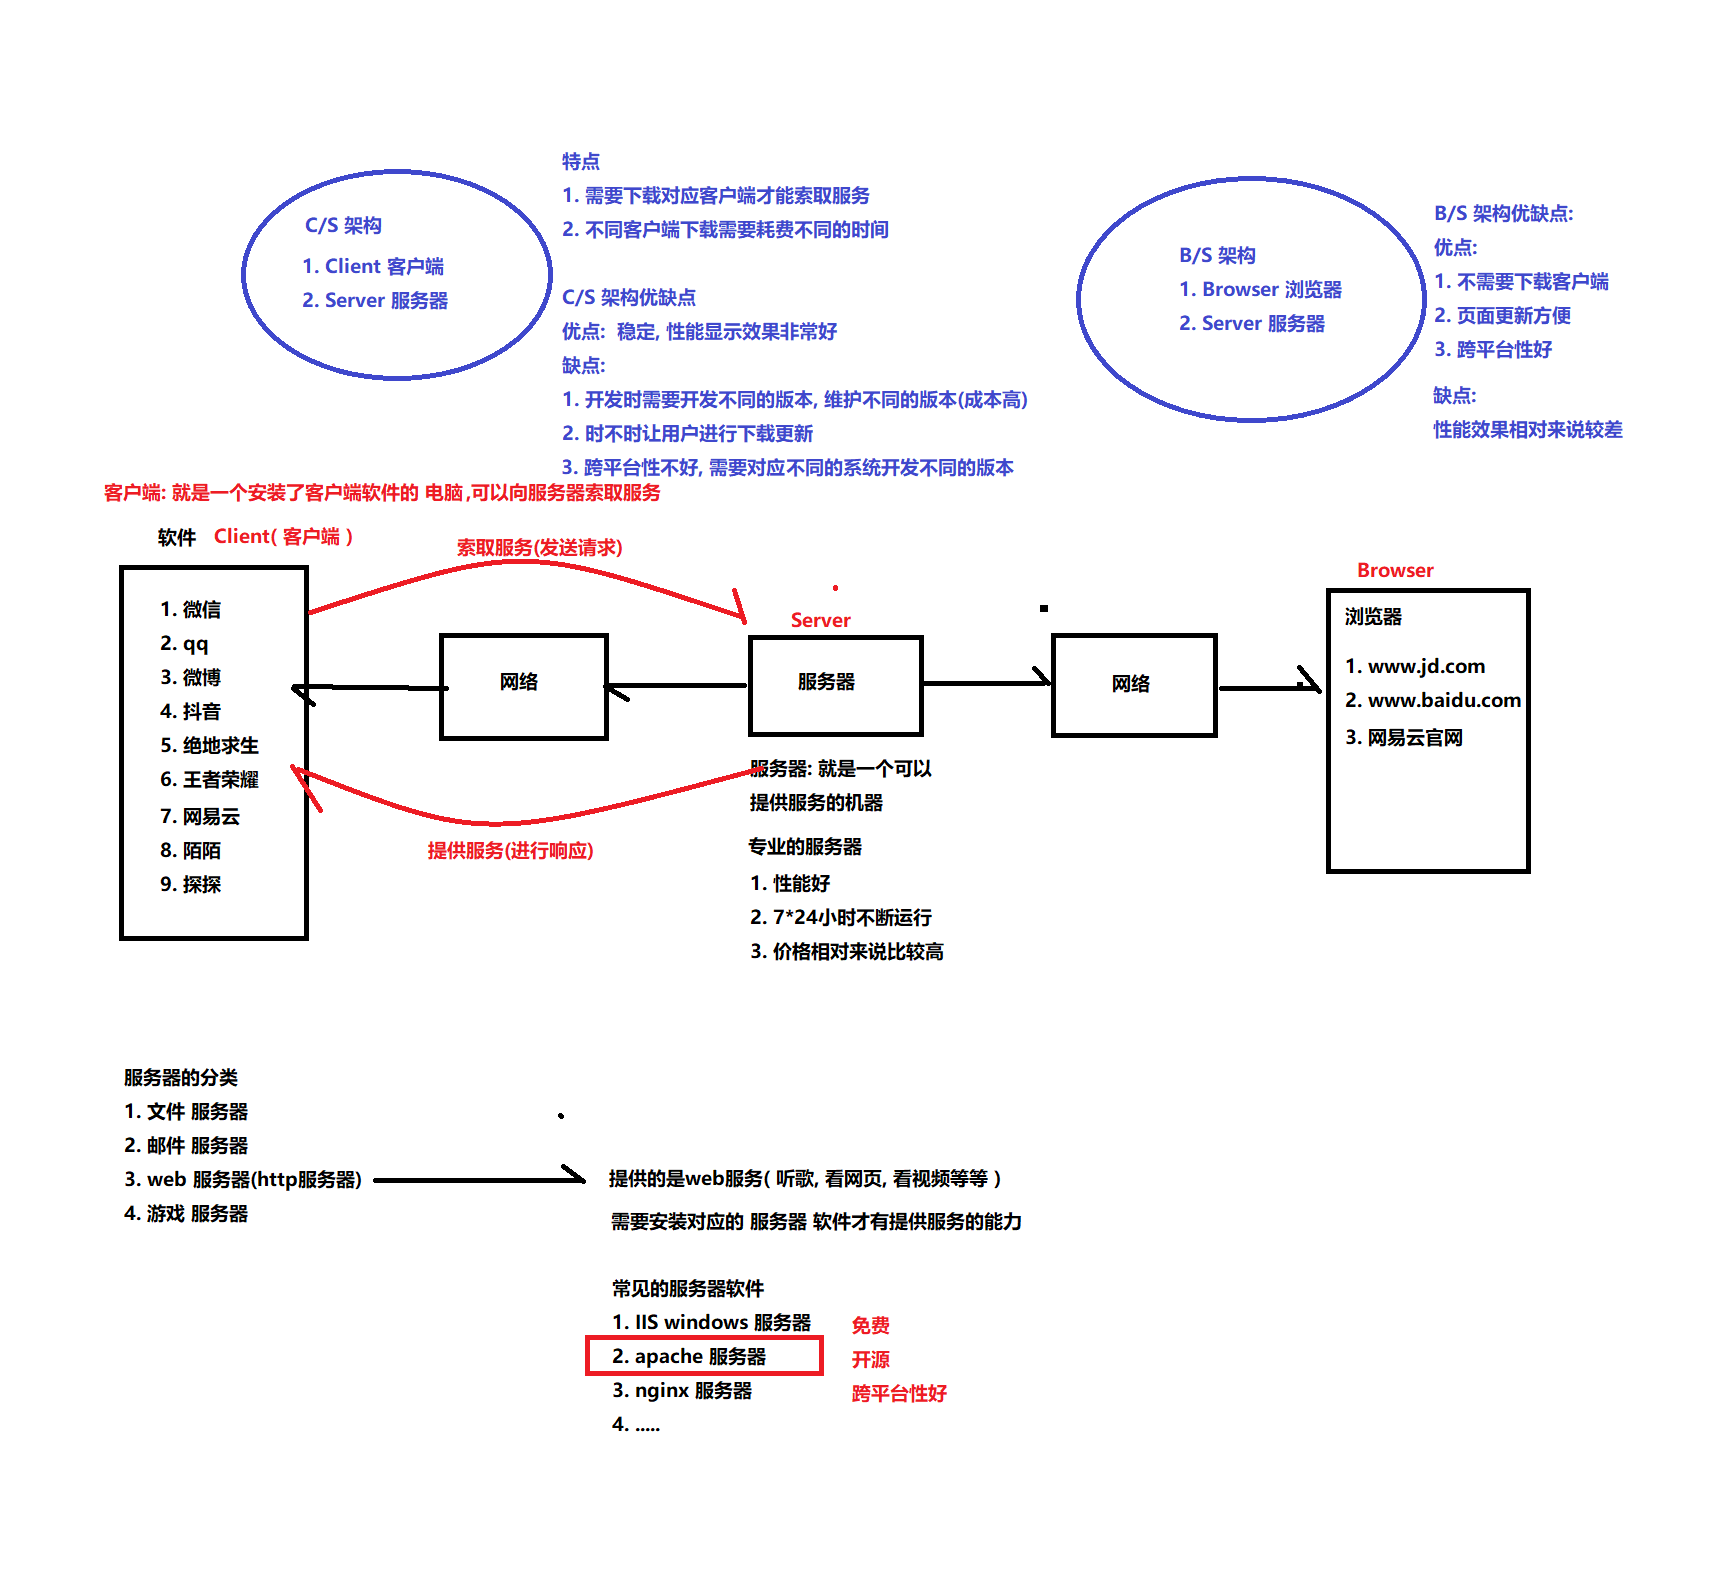 C/S 架构
1. Client 客户端
2. Server 服务器
特点
1. 需要下载对应客户端才能索取服务
2. 不同客户端下载需要耗费不同的时间
C/S 架构优缺点
优点: 稳定, 性能显示效果非常好
缺点:
1. 开发时需要开发不同的版本, 维护不同的版本(成本高)
2. 时不时让用户进行下载更新
3. 跨平台性不好, 需要对应不同的系统开发不同的版本
B/S 架构
1. Browser 浏览器
2. Server 服务器
B/S 架构优缺点:
优点:
1. 不需要下载客户端
2. 页面更新方便
3. 跨平台性好
缺点:
性能效果相对来说较差
客户端: 就是一个安装了客户端软件的 电脑 ,可以向服务器索取服务
软件 Client( 客户端 )
1. 微信
2. qq
3. 微博
4. 抖音
5. 绝地求生
6. 王者荣耀
7. 网易云
8. 陌陌
9. 探探
索取服务(发送请求)
网络
提供服务(进行响应)
Server
服务器
服务器: 就是一个可以
提供服务的机器
专业的服务器
1. 性能好
2. 7*24小时不断运行
3. 价格相对来说比较高
网络
Browser
浏览器
1. www.jd.com
2. www.baidu.com
3. 网易云官网
服务器的分类
1. 文件 服务器
2. 邮件 服务器
3. web 服务器(http服务器)
4. 游戏 服务器
提供的是web服务( 听歌, 看网页, 看视频等等 )
需要安装对应的 服务器 软件才有提供服务的能力
常见的服务器软件
1. IIS windows 服务器
2. apache 服务器
3. nginx 服务器
4. .....
免费
开源
跨平台性好